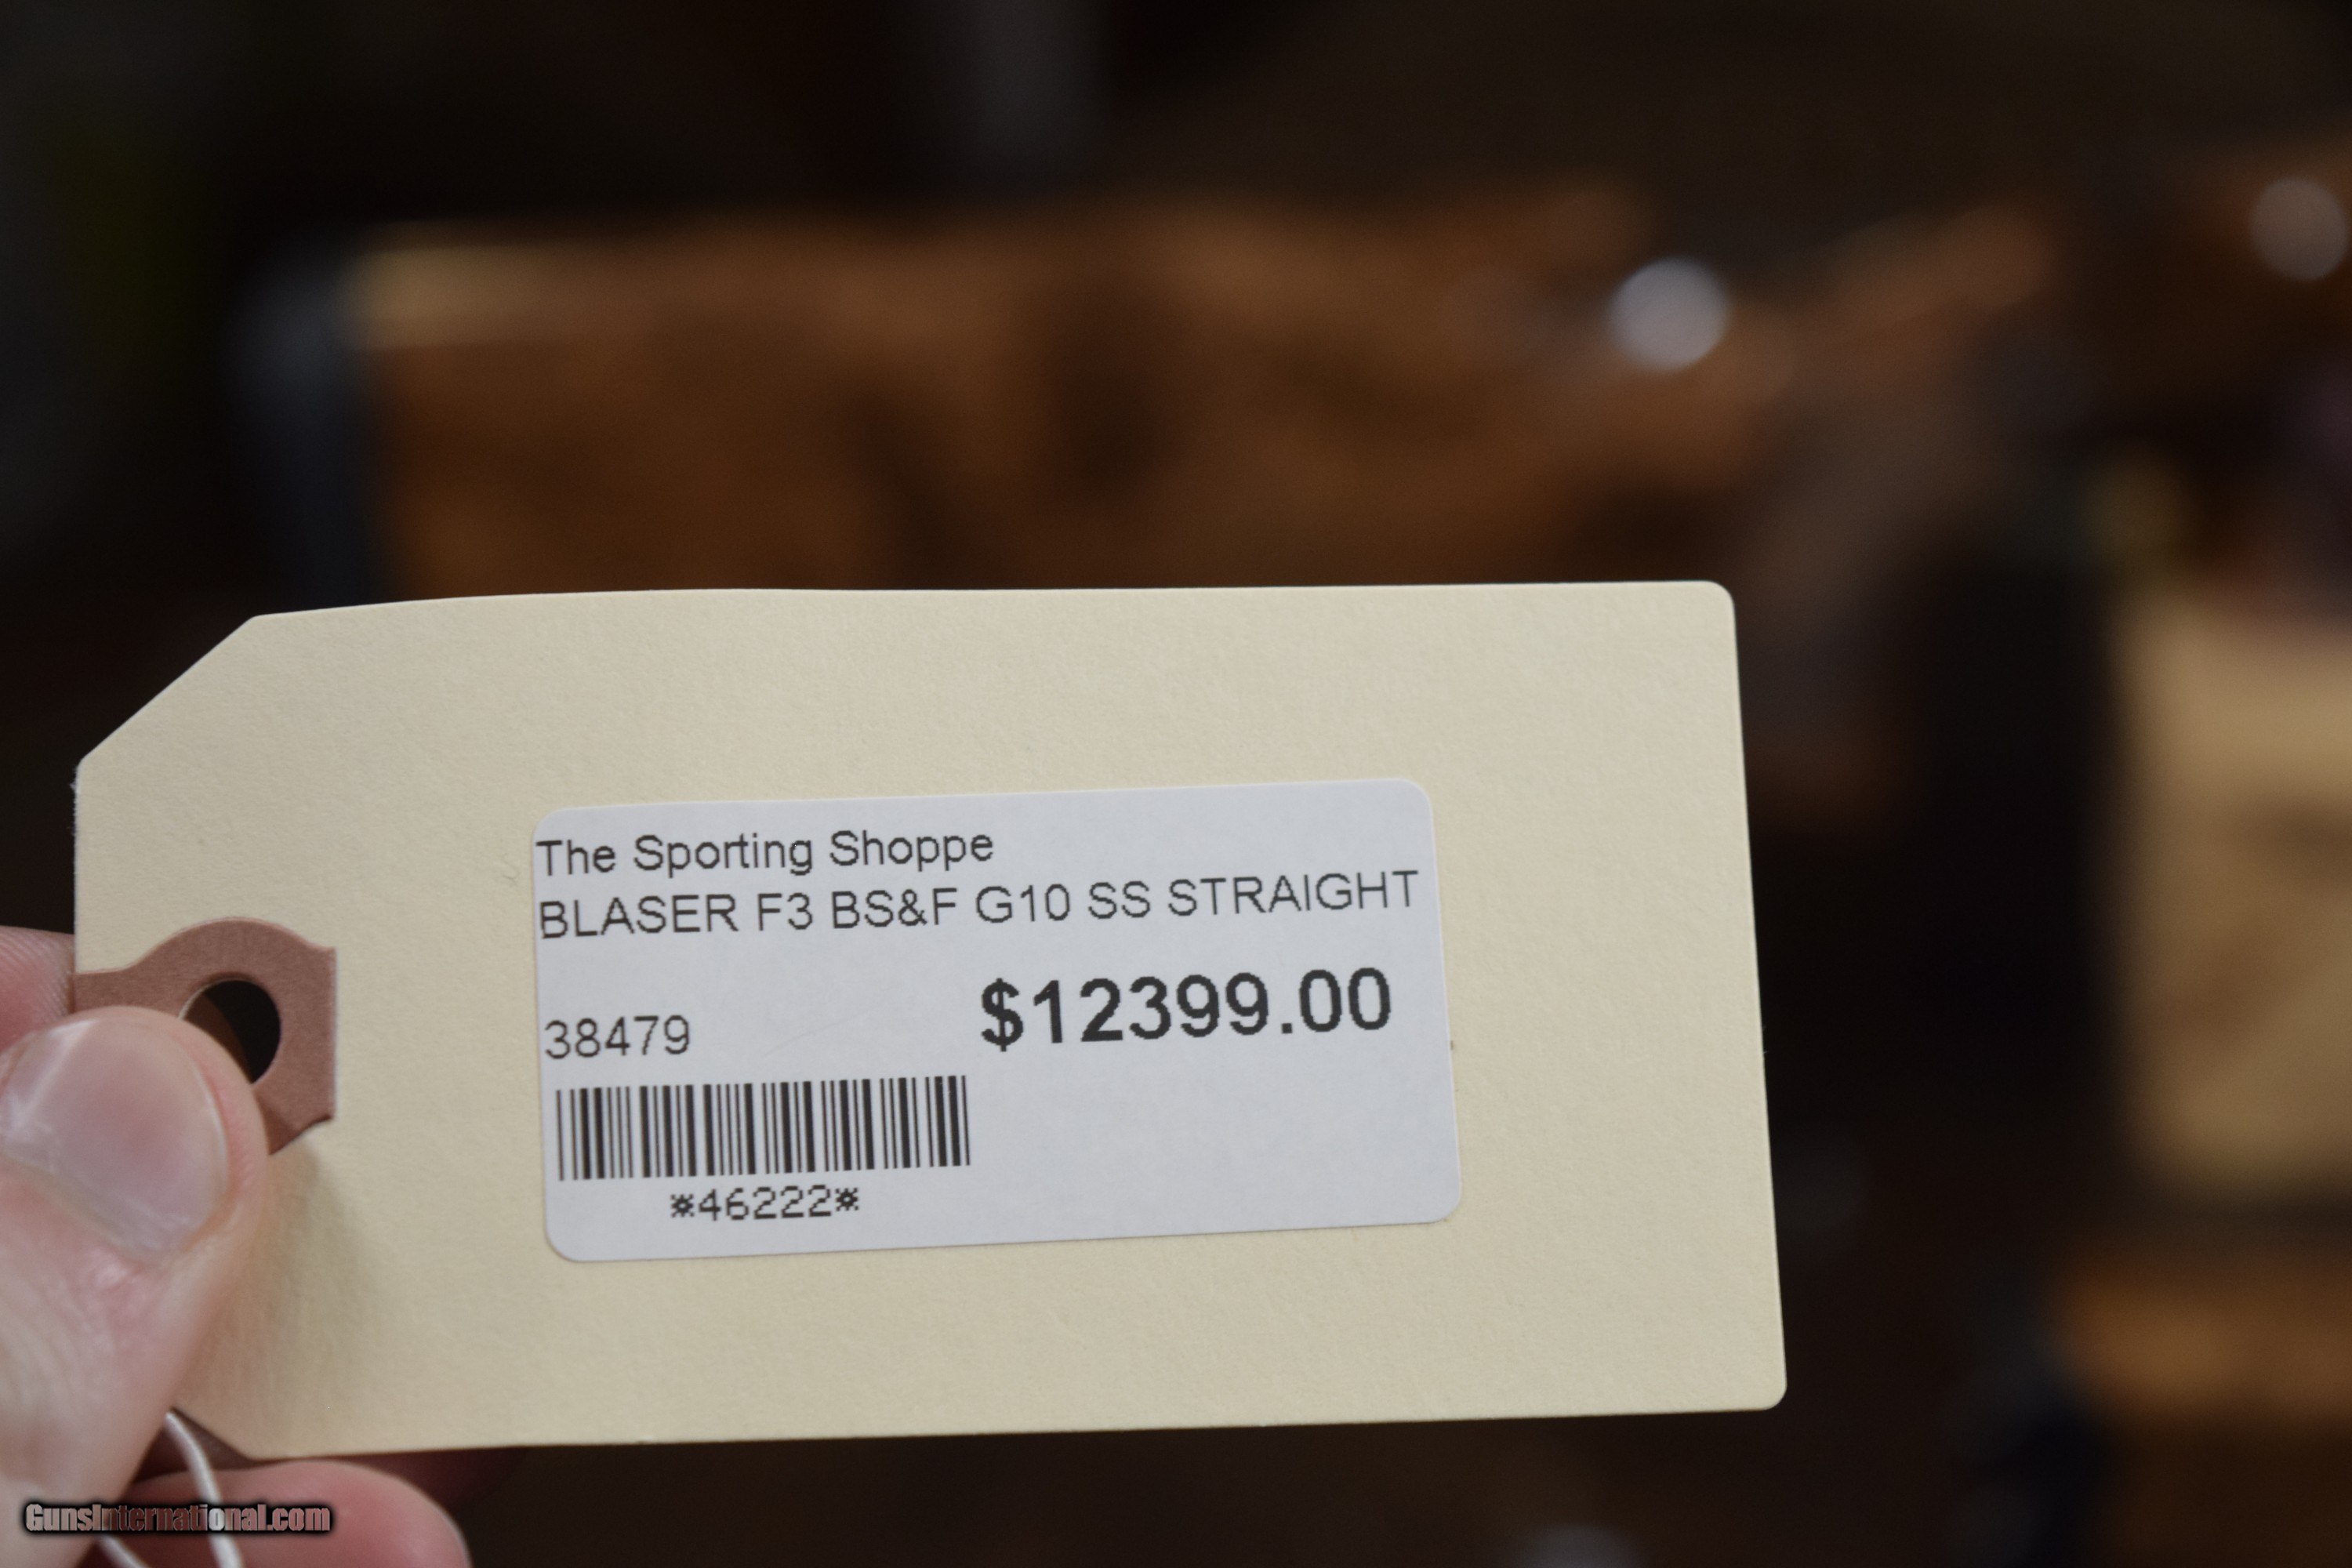 The Sporting Shoppe
BLASER F3 BS&F G10 SS STRAIGHT
$12399.00
38479
*46222*
GunsInternational.com